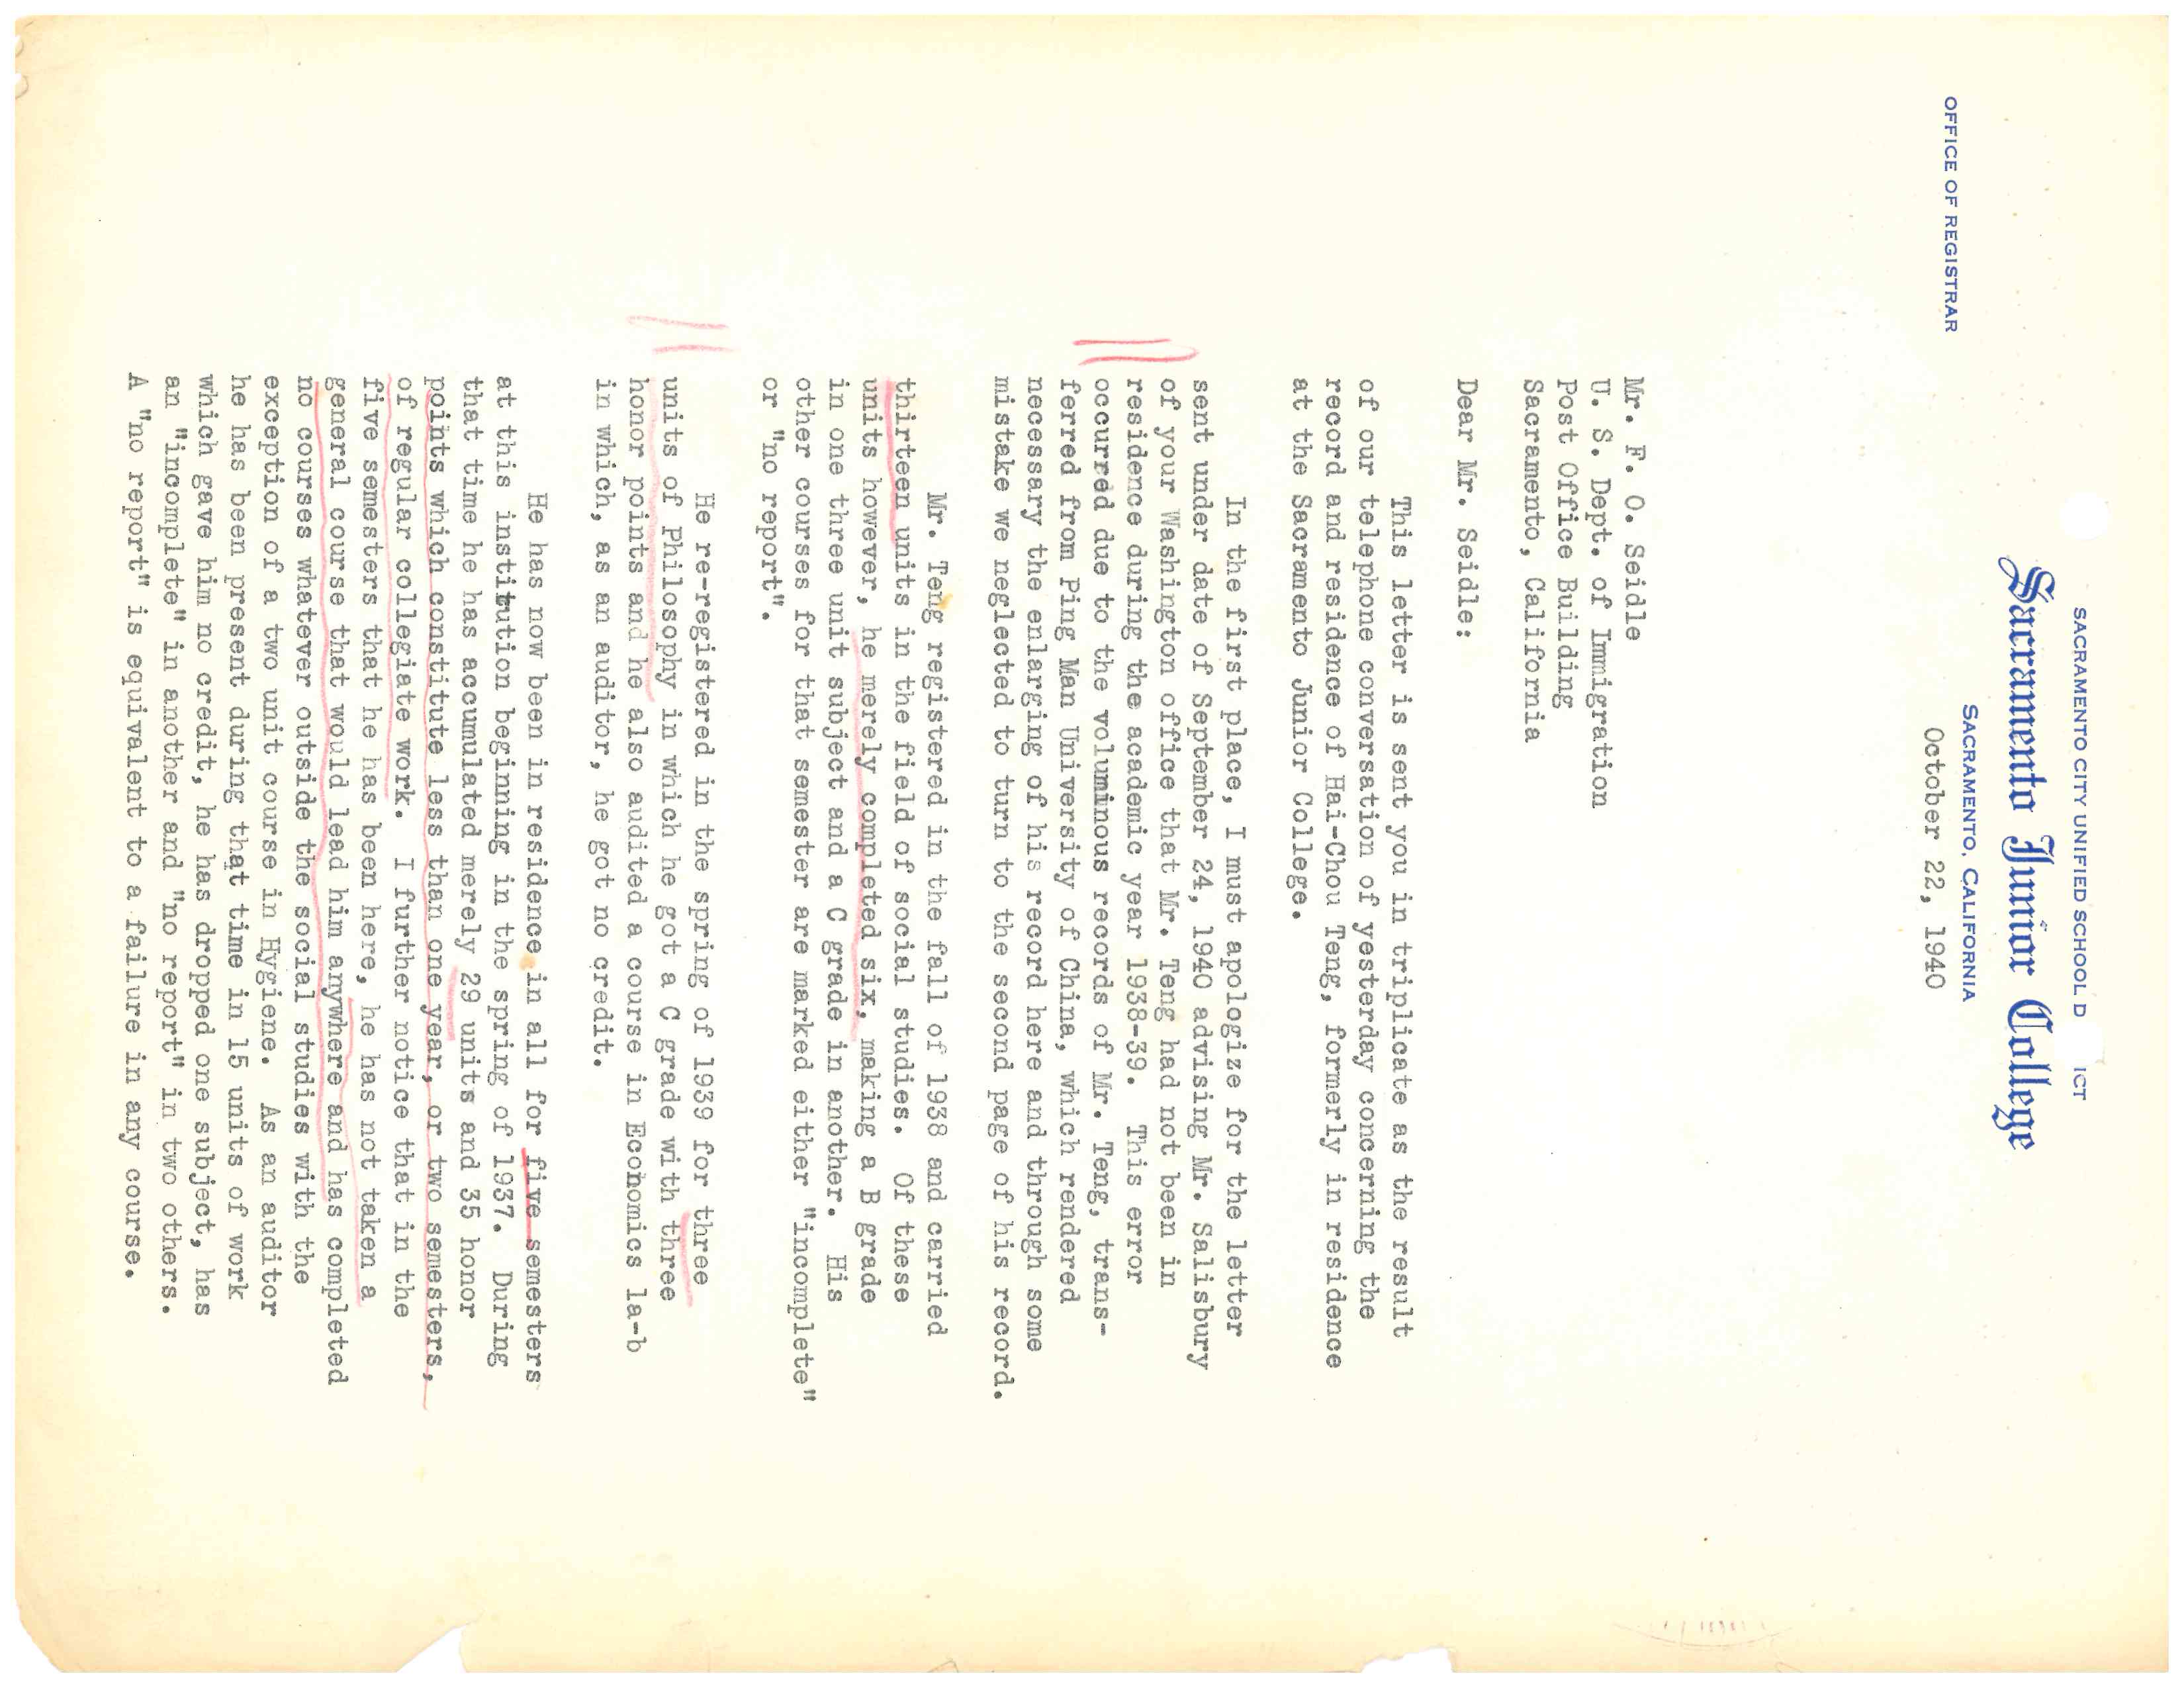 SACRAMENTO CITY UNIFIED SCHOOL D ICT
Sacramento Junior College
SACRAMENTO, CALIFORNIA
OFFICE OF REGISTRAR
October 22, 1940
Mr. F. O. Seidle
U. S. Dept. of Immigration
Post Office Building
Sacramento, California
Dear Mr. Seidle:
This letter is sent you in triplicate as the result
of our telephone conversation of yesterday concerning the
record and residence of Hai-Chou Teng, formerly in residence
at the Sacramento Junior College.
In the first place, I must apologize for the letter
sent under date of September 24, 1940 advising Mr. Salisbury
of your Washington office that Mr. Teng had not been in
residence during the academic year 1938-39. This error
occurred due to the voluminous records of Mr. Teng, trans-
ferred from Ping Man University of China, which rendered
necessary the enlarging of his record here and through some
mistake we neglected to turn to the second page of his record.
Mr. Teng registered in the fall of 1938 and carried
thirteen units in the field of social studies. Of these
units however, he merely completed six, making a B grade
in one three unit subject and a C grade in another. His
other courses for that semester are marked either "incomplete"
or "no report".
He re-registered in the spring of 1939 for three
units of Philosophy in which he got a C grade with three
honor points and he also audited a course in Economics la-b
in which, as an auditor, he got no credit.
He has now been in residence in all for five semesters
at this institution beginning in the spring of 1937. During
that time he has accumulated merely 29 units and 35 honor
points which constitute less than one year, or two semesters,
of regular collegiate work. I further notice that in the
five semesters that he has been here, he has not taken a
general course that would lead him anywhere and has completed
no courses whatever outside the social studies with the
exception of a two unit course in Hygiene. As an auditor
he has been present during that time in 15 units of work
which gave him no credit, he has dropped one subject, has
an "incomplete" in another and "no report" in two others.
A "no report" is equivalent to a failure in any course.